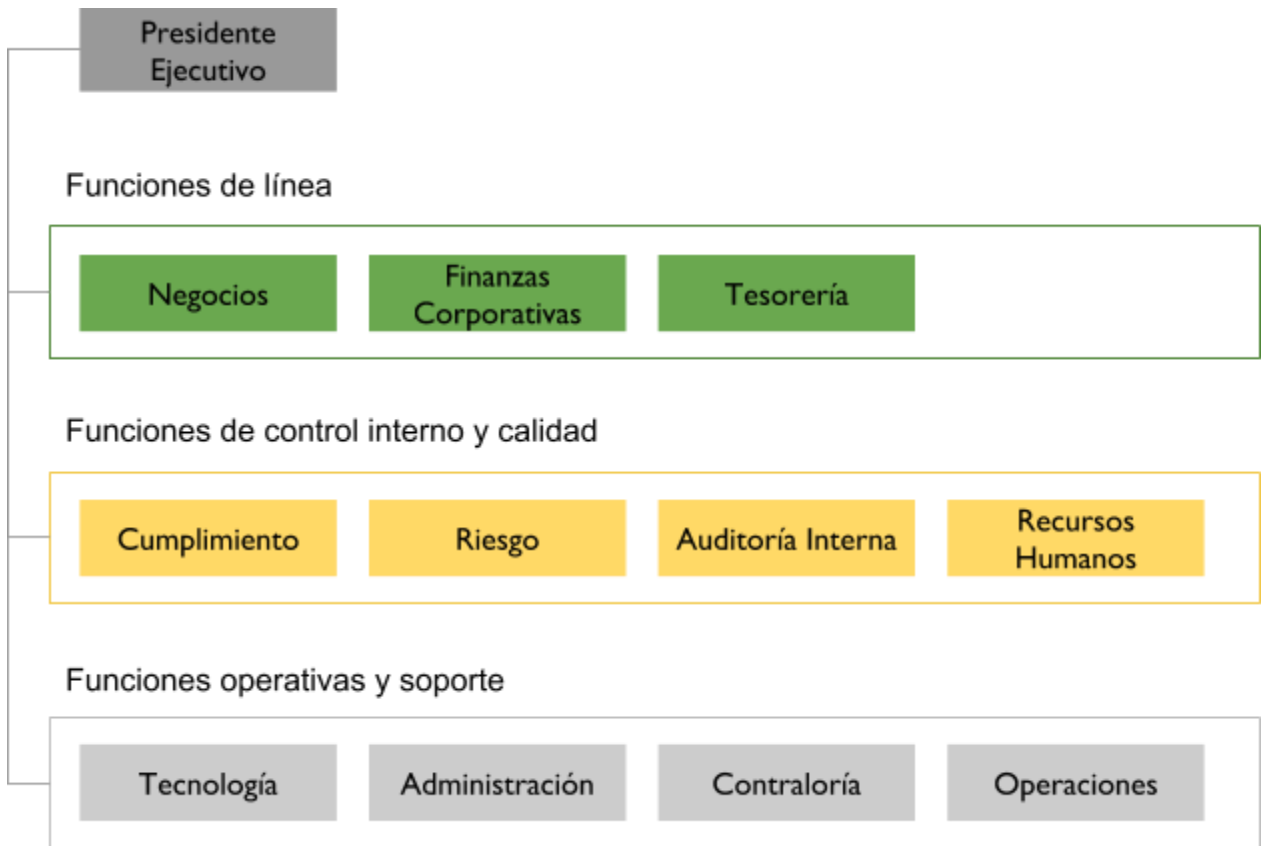 Presidente
Ejecutivo
Funciones de línea
Negocios
Finanzas
Corporativas
Tesorería
Funciones de control interno y calidad
Cumplimiento
Riesgo
Auditoría Interna
Recursos
Humanos
Funciones operativas y soporte
Tecnología
Administración
Contraloría
Operaciones